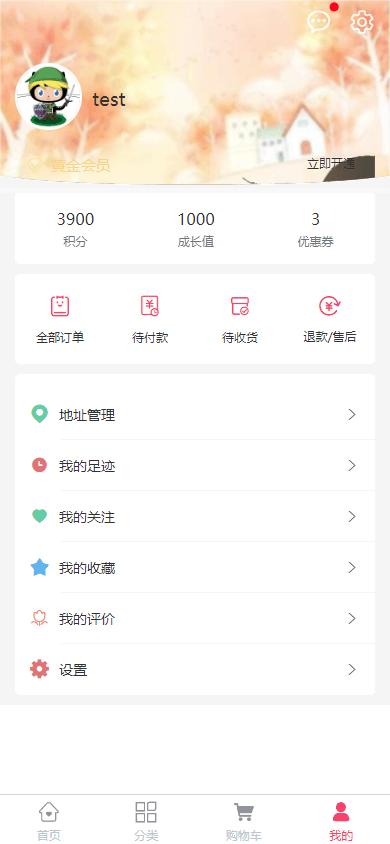 test
黄金会员
立即开通
3900
1000
3
积分
成长值
优惠券
全部订单
待付款
待收货
退款/售后
地址管理
我的足迹
我的关注
我的收藏
我的评价
设置
首页
分类
购物车
我的